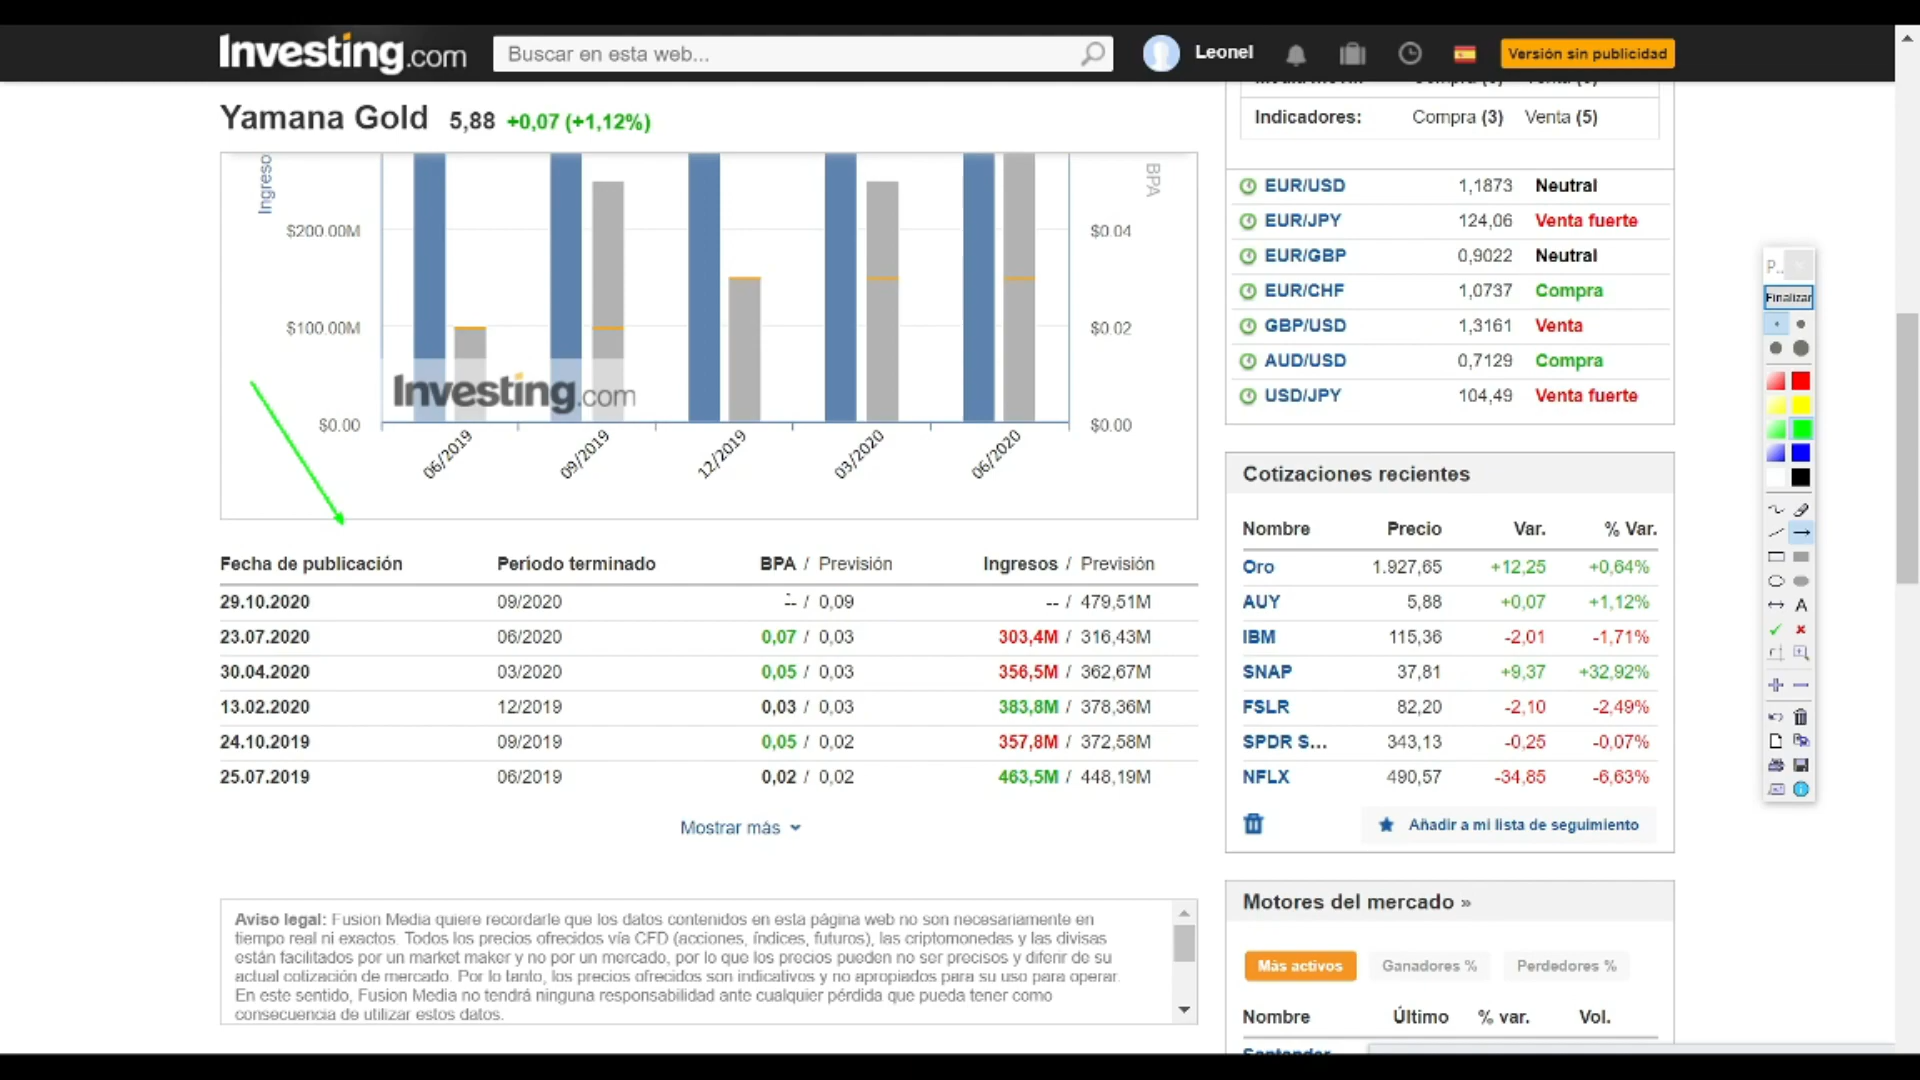 Investing.com
Buscar en esta web...
Leonel
Versión sin publicidad
Yamana Gold 5,88 +0,07 (+1,12%)
Ingreso
BPA
$200.00M
$100.00M
$0.00
$0.04
$0.02
$0.00
Investing.com
06/2019
09/2019
12/2019
03/2020
06/2020
Fecha de publicación Período terminado BPA / Previsión Ingresos / Previsión
29.10.2020 09/2020 -- / 0,09 -- / 479,51M
23.07.2020 06/2020 0,07 / 0,03 303,4M / 316,43M
30.04.2020 03/2020 0,05 / 0,03 356,5M / 362,67M
13.02.2020 12/2019 0,03 / 0,03 383,8M / 378,36M
24.10.2019 09/2019 0,05 / 0,02 357,8M / 372,58M
25.07.2019 06/2019 0,02 / 0,02 463,5M / 448,19M
Mostrar más
Aviso legal: Fusion Media quiere recordarle que los datos contenidos en esta página web no son necesariamente en
tiempo real ni exactos. Todos los precios ofrecidos vía CFD (acciones, índices, futuros), las criptomonedas y las divisas
están facilitados por un market maker y no por un mercado, por lo que los precios pueden no ser precisos y diferir de su
actual cotización de mercado. Por lo tanto, los precios ofrecidos son indicativos y no apropiados para su uso para operar.
En este sentido, Fusion Media no tendrá ninguna responsabilidad ante cualquier pérdida que pueda tener como
consecuencia de utilizar estos datos.
Indicadores: Compra (3) Venta (5)
EUR/USD 1,1873 Neutral
EUR/JPY 124,06 Venta fuerte
EUR/GBP 0,9022 Neutral
EUR/CHF 1,0737 Compra
GBP/USD 1,3161 Venta
AUD/USD 0,7129 Compra
USD/JPY 104,49 Venta fuerte
Cotizaciones recientes
Nombre Precio Var. % Var.
Oro 1.927,65 +12,25 +0,64%
AUY 5,88 +0,07 +1,12%
IBM 115,36 -2,01 -1,71%
SNAP 37,81 +9,37 +32,92%
FSLR 82,20 -2,10 -2,49%
SPDR S... 343,13 -0,25 -0,07%
NFLX 490,57 -34,85 -6,63%
Añadir a mi lista de seguimiento
Motores del mercado »
Más activos Ganadores % Perdedores %
Nombre Último % var. Vol.
P..
Finalizar
A